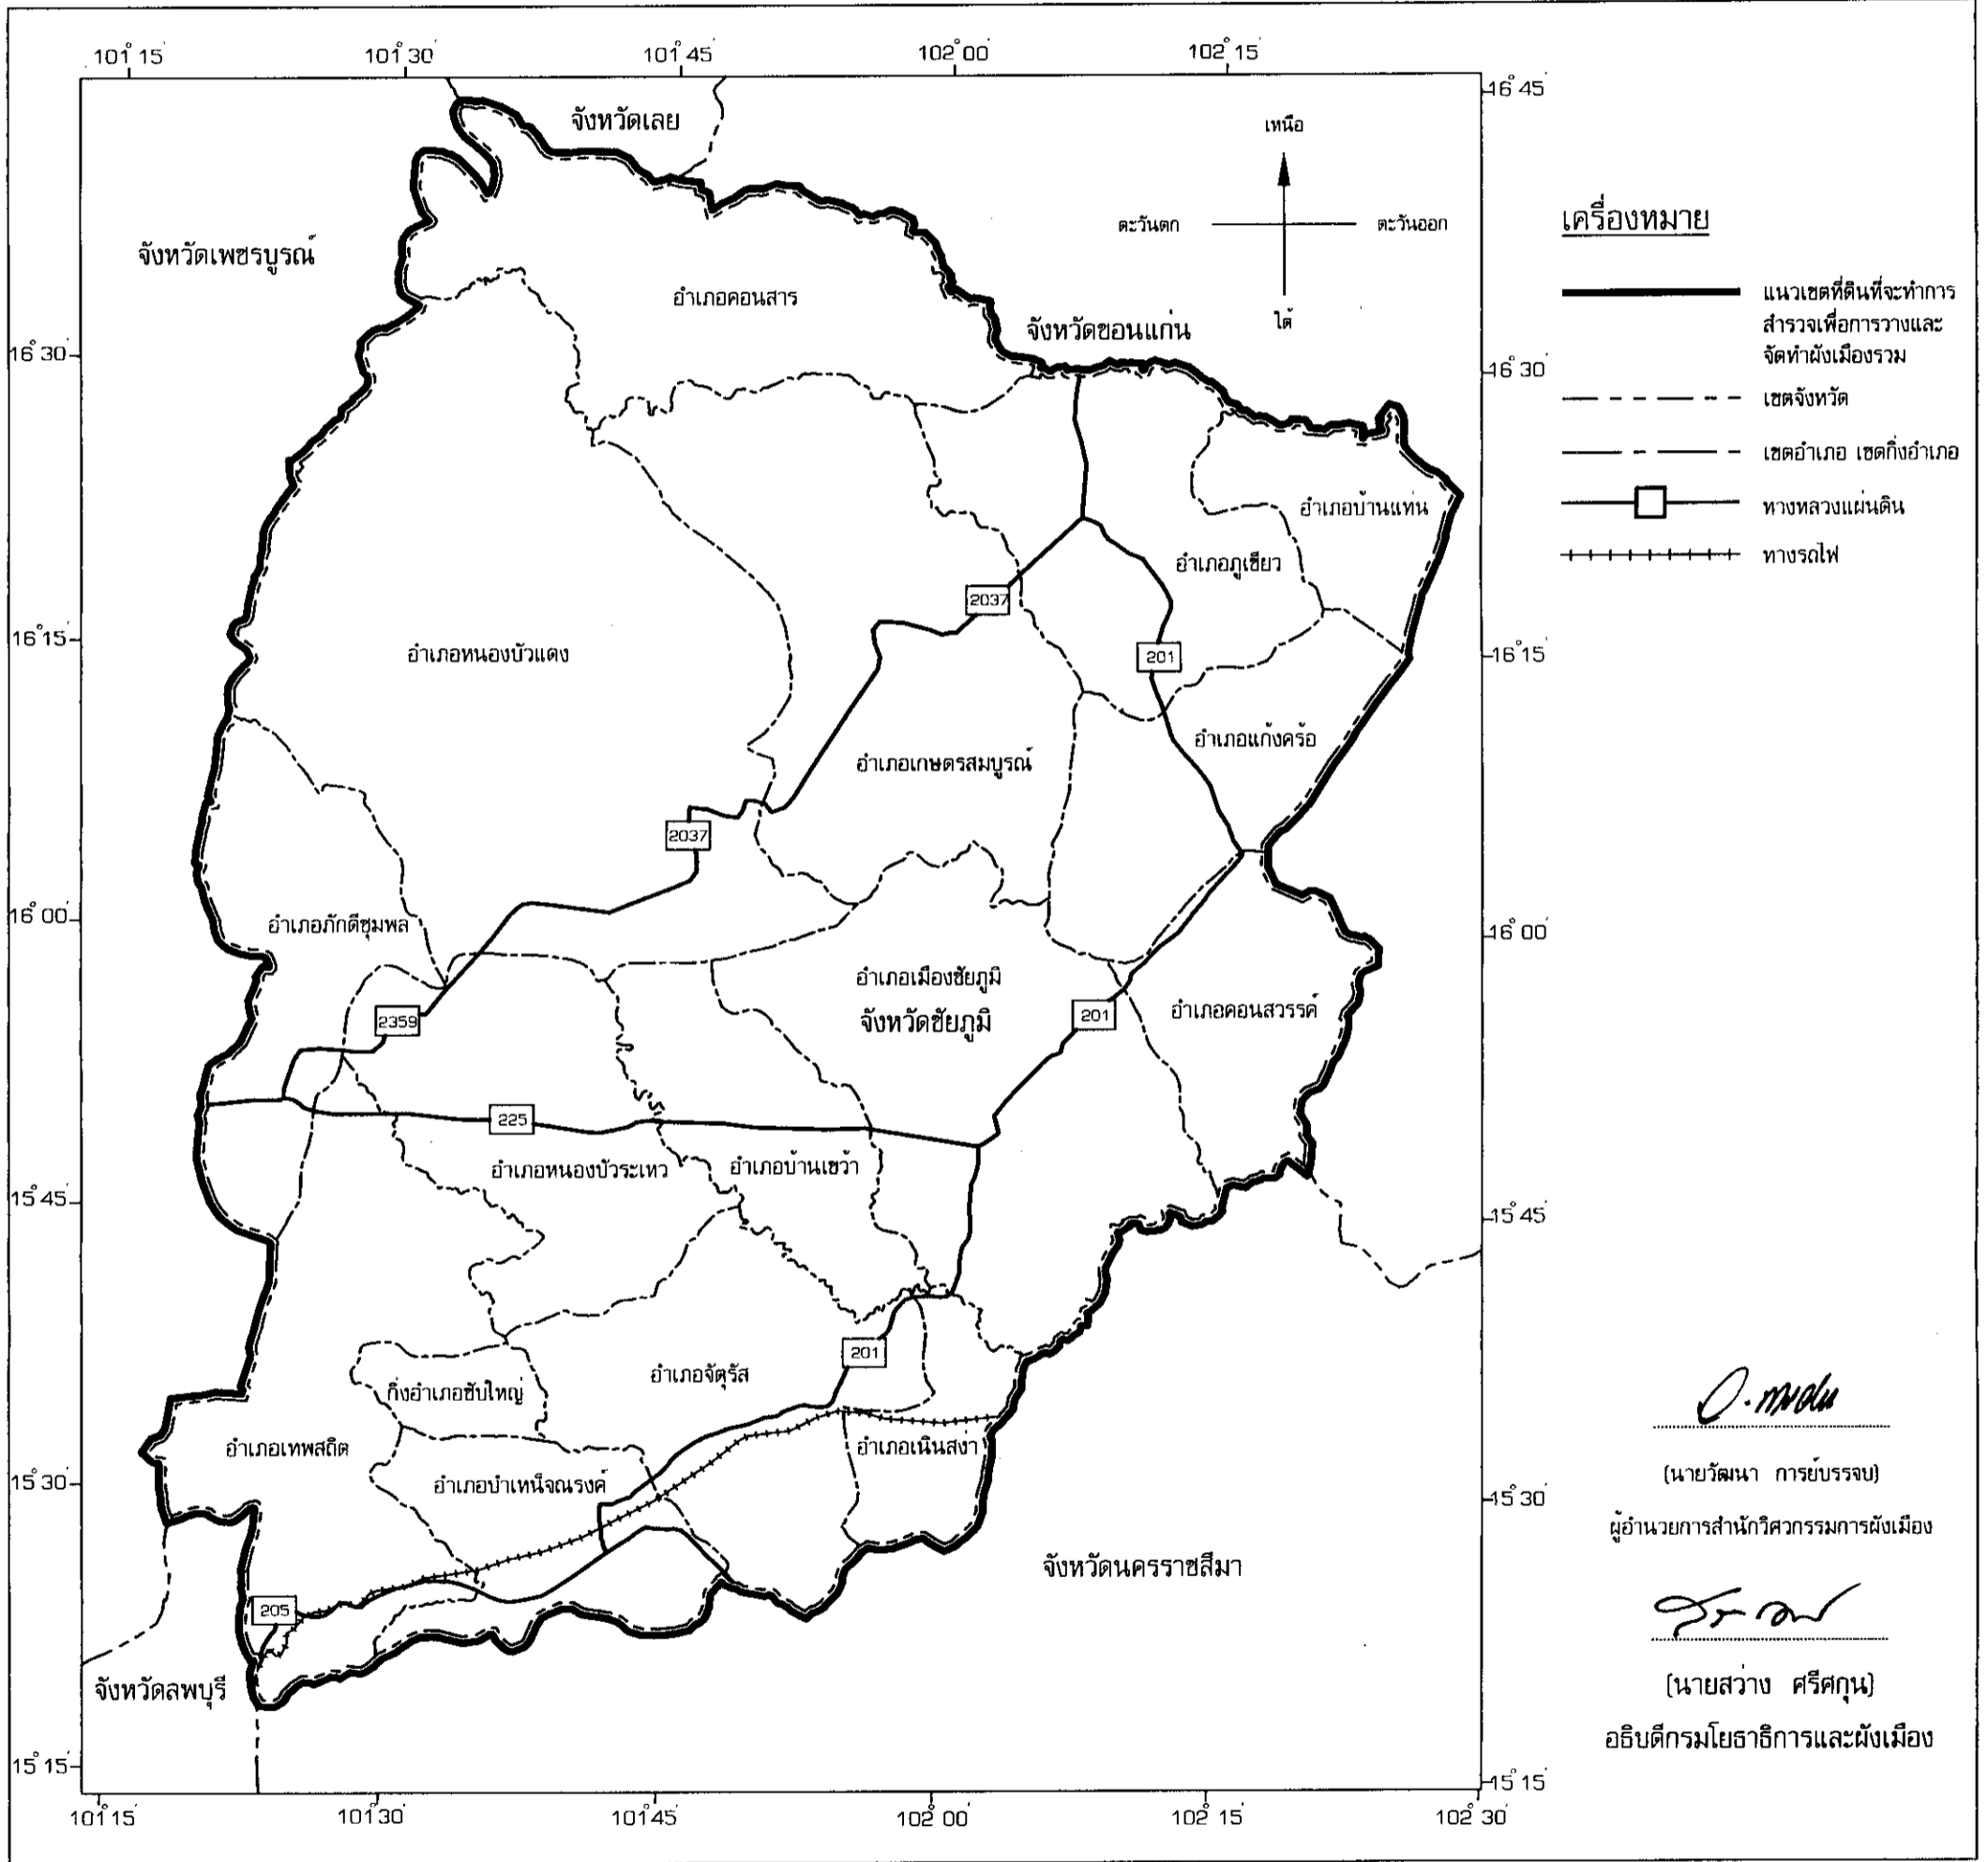 101°15' 101°30' 101°45' 102°00' 102°15'
16°45'
จังหวัดเลย
เหนือ
ตะวันตก ตะวันออก
ใต้
เครื่องหมาย
แนวเขตที่ดินที่จะทำการ
สำรวจเพื่อการวางและ
จัดทำผังเมืองรวม
เขตจังหวัด
เขตอำเภอ เขตกิ่งอำเภอ
ทางหลวงแผ่นดิน
ทางรถไฟ
จังหวัดเพชรบูรณ์
อำเภอคอนสาร
จังหวัดขอนแก่น
16°30' 16°30'
อำเภอบ้านแท่น
อำเภอภูเขียว
2037
16°15' 16°15'
อำเภอหนองบัวแดง
201
อำเภอแก้งคร้อ
อำเภอเกษตรสมบูรณ์
2037
16°00' 16°00'
อำเภอภักดีชุมพล
อำเภอเมืองชัยภูมิ
จังหวัดชัยภูมิ
อำเภอคอนสวรรค์
2359
201
225
อำเภอหนองบัวระเหว
อำเภอบ้านเขว้า
15°45' 15°45'
201
อำเภอจัตุรัส
กิ่งอำเภอซับใหญ่
อำเภอเทพสถิต
อำเภอเนินสง่า
15°30' 15°30'
อำเภอบำเหน็จณรงค์
จังหวัดนครราชสีมา
205
จังหวัดลพบุรี
15°15' 15°15'
101°15' 101°30' 101°45' 102°00' 102°15' 102°30'
(นายวัฒนา การย์บรรจบ)
ผู้อำนวยการสำนักวิศวกรรมการผังเมือง
(นายสว่าง ศรีศกุน)
อธิบดีกรมโยธาธิการและผังเมือง